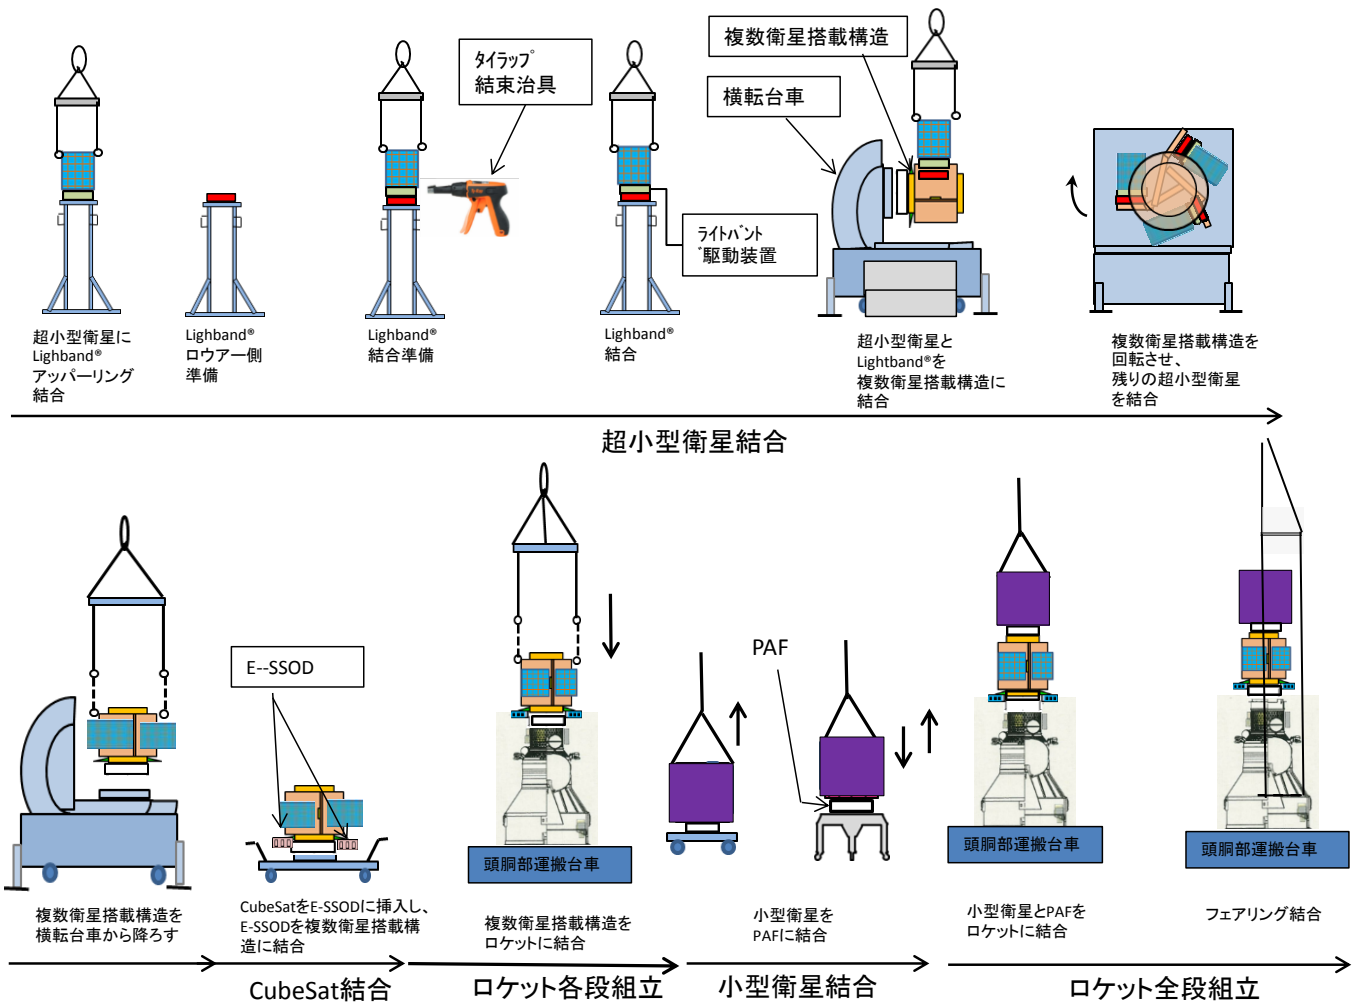 タイラップ
結束治具
複数衛星搭載構造
横転台車
ライトバンド
駆動装置
超小型衛星に
Lighband®
アッパーリング
結合
Lighband®
ロウアー側
準備
Lighband®
結合準備
Lighband®
結合
超小型衛星と
Lightband®を
複数衛星搭載構造に
結合
複数衛星搭載構造を
回転させ、
残りの超小型衛星
を結合
超小型衛星結合
E--SSOD
PAF
頭胴部運搬台車
頭胴部運搬台車
頭胴部運搬台車
複数衛星搭載構造を
横転台車から降ろす
CubeSatをE-SSODに挿入し、
E-SSODを複数衛星搭載構
造に結合
複数衛星搭載構造を
ロケットに結合
小型衛星を
PAFに結合
小型衛星とPAFを
ロケットに結合
フェアリング結合
CubeSat結合
ロケット各段組立
小型衛星結合
ロケット全段組立